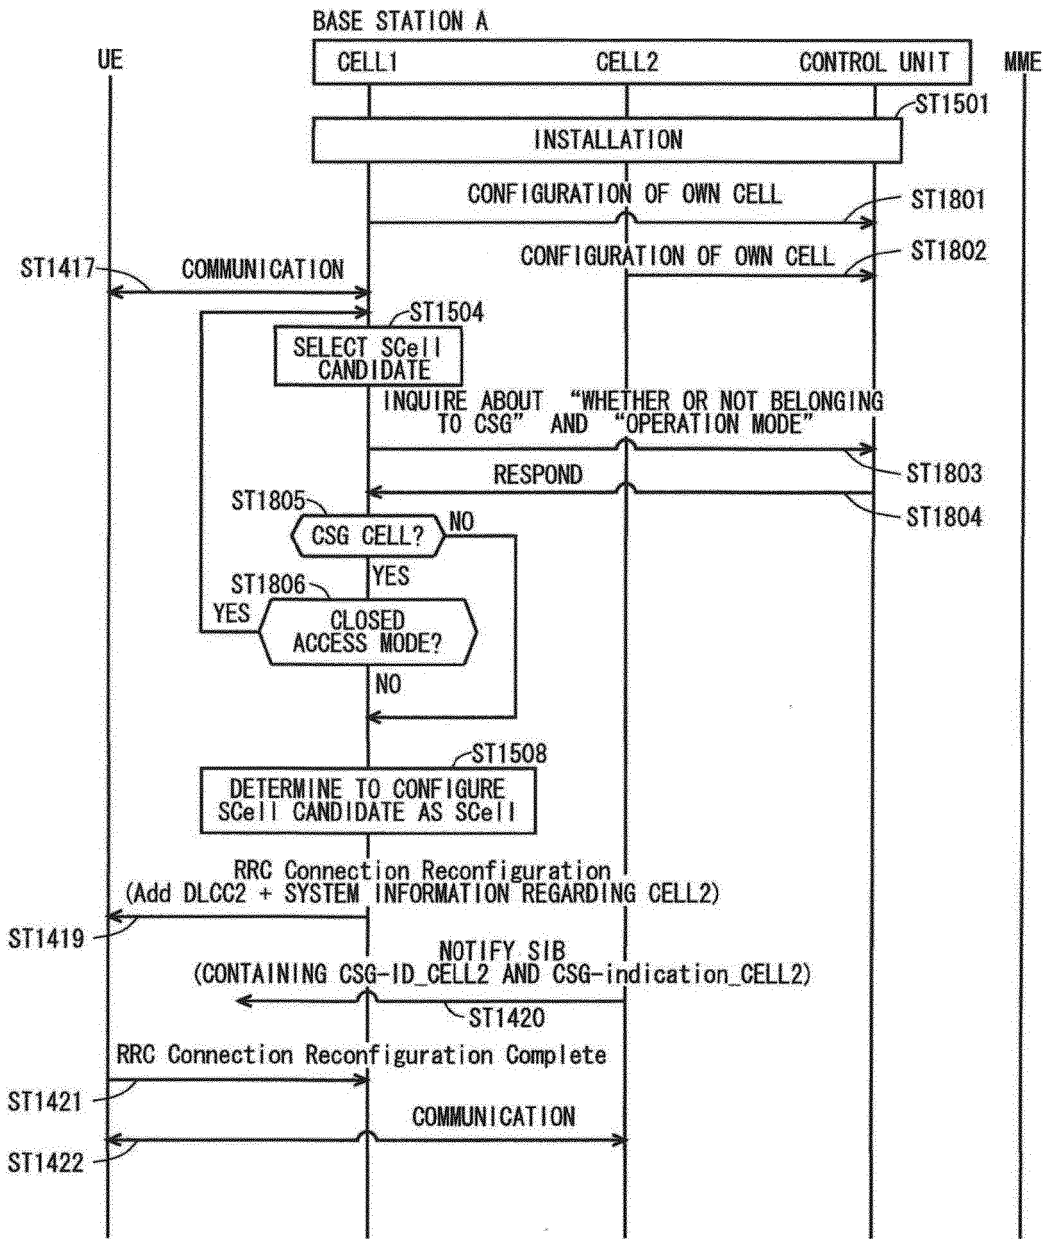 BASE STATION A
UE
CELL1
CELL2
CONTROL UNIT
MME
ST1501
INSTALLATION
CONFIGURATION OF OWN CELL
ST1801
CONFIGURATION OF OWN CELL
ST1802
ST1417
COMMUNICATION
ST1504
SELECT SCell
CANDIDATE
INQUIRE ABOUT “WHETHER OR NOT BELONGING
TO CSG” AND “OPERATION MODE”
ST1803
RESPOND
ST1804
ST1805
CSG CELL?
NO
YES
ST1806
YES
CLOSED
ACCESS MODE?
NO
ST1508
DETERMINE TO CONFIGURE
SCell CANDIDATE AS SCell
RRC Connection Reconfiguration
(Add DLCC2 + SYSTEM INFORMATION REGARDING CELL2)
ST1419
NOTIFY SIB
(CONTAINING CSG-ID_CELL2 AND CSG-indication_CELL2)
ST1420
RRC Connection Reconfiguration Complete
ST1421
COMMUNICATION
ST1422